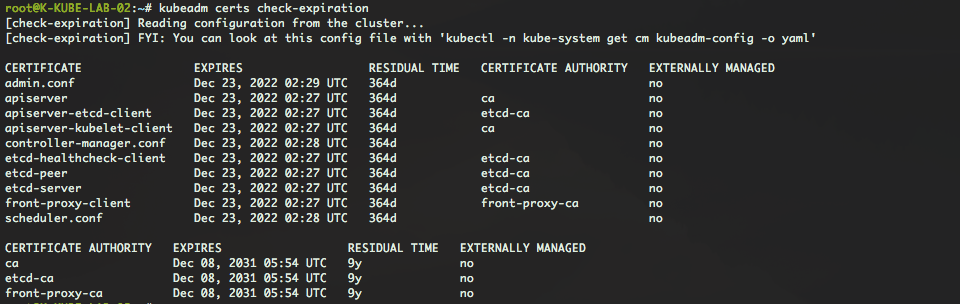 root@K-KUBE-LAB-02:~# kubeadm certs check-expiration
[check-expiration] Reading configuration from the cluster...
[check-expiration] FYI: You can look at this config file with 'kubectl -n kube-system get cm kubeadm-config -o yaml'
CERTIFICATE EXPIRES RESIDUAL TIME CERTIFICATE AUTHORITY EXTERNALLY MANAGED
admin.conf Dec 23, 2022 02:29 UTC 364d no
apiserver Dec 23, 2022 02:27 UTC 364d ca no
apiserver-etcd-client Dec 23, 2022 02:27 UTC 364d etcd-ca no
apiserver-kubelet-client Dec 23, 2022 02:27 UTC 364d ca no
controller-manager.conf Dec 23, 2022 02:28 UTC 364d no
etcd-healthcheck-client Dec 23, 2022 02:27 UTC 364d etcd-ca no
etcd-peer Dec 23, 2022 02:27 UTC 364d etcd-ca no
etcd-server Dec 23, 2022 02:27 UTC 364d etcd-ca no
front-proxy-client Dec 23, 2022 02:27 UTC 364d front-proxy-ca no
scheduler.conf Dec 23, 2022 02:28 UTC 364d no
CERTIFICATE AUTHORITY EXPIRES RESIDUAL TIME EXTERNALLY MANAGED
ca Dec 08, 2031 05:54 UTC 9y no
etcd-ca Dec 08, 2031 05:54 UTC 9y no
front-proxy-ca Dec 08, 2031 05:54 UTC 9y no